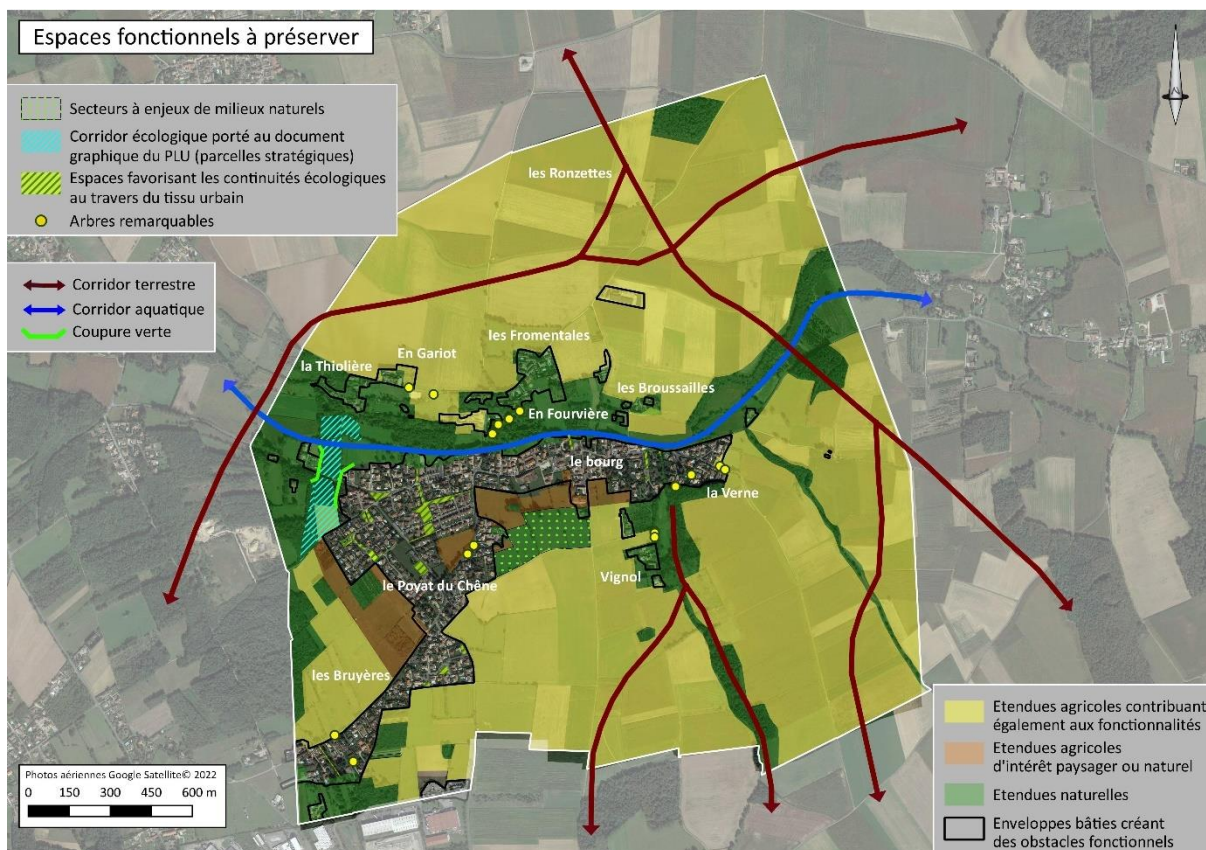 Espaces fonctionnels à préserver
Secteurs à enjeux de milieux naturels
Corridor écologique porté au document
graphique du PLU (parcelles stratégiques)
Espaces favorisant les continuités écologiques
au travers du tissu urbain
Arbres remarquables
Corridor terrestre
Corridor aquatique
Coupure verte
les Ronzettes
les Fromentales
En Gariot
la Thiolière
les Broussailles
En Fourvière
le bourg
la Verne
le Poyat du Chêne
Vignol
les Bruyères
Photos aériennes Google Satellite© 2022
0 150 300 450 600 m
Etendues agricoles contribuant
également aux fonctionnalités
Etendues agricoles
d'intérêt paysager ou naturel
Etendues naturelles
Enveloppes bâties créant
des obstacles fonctionnels